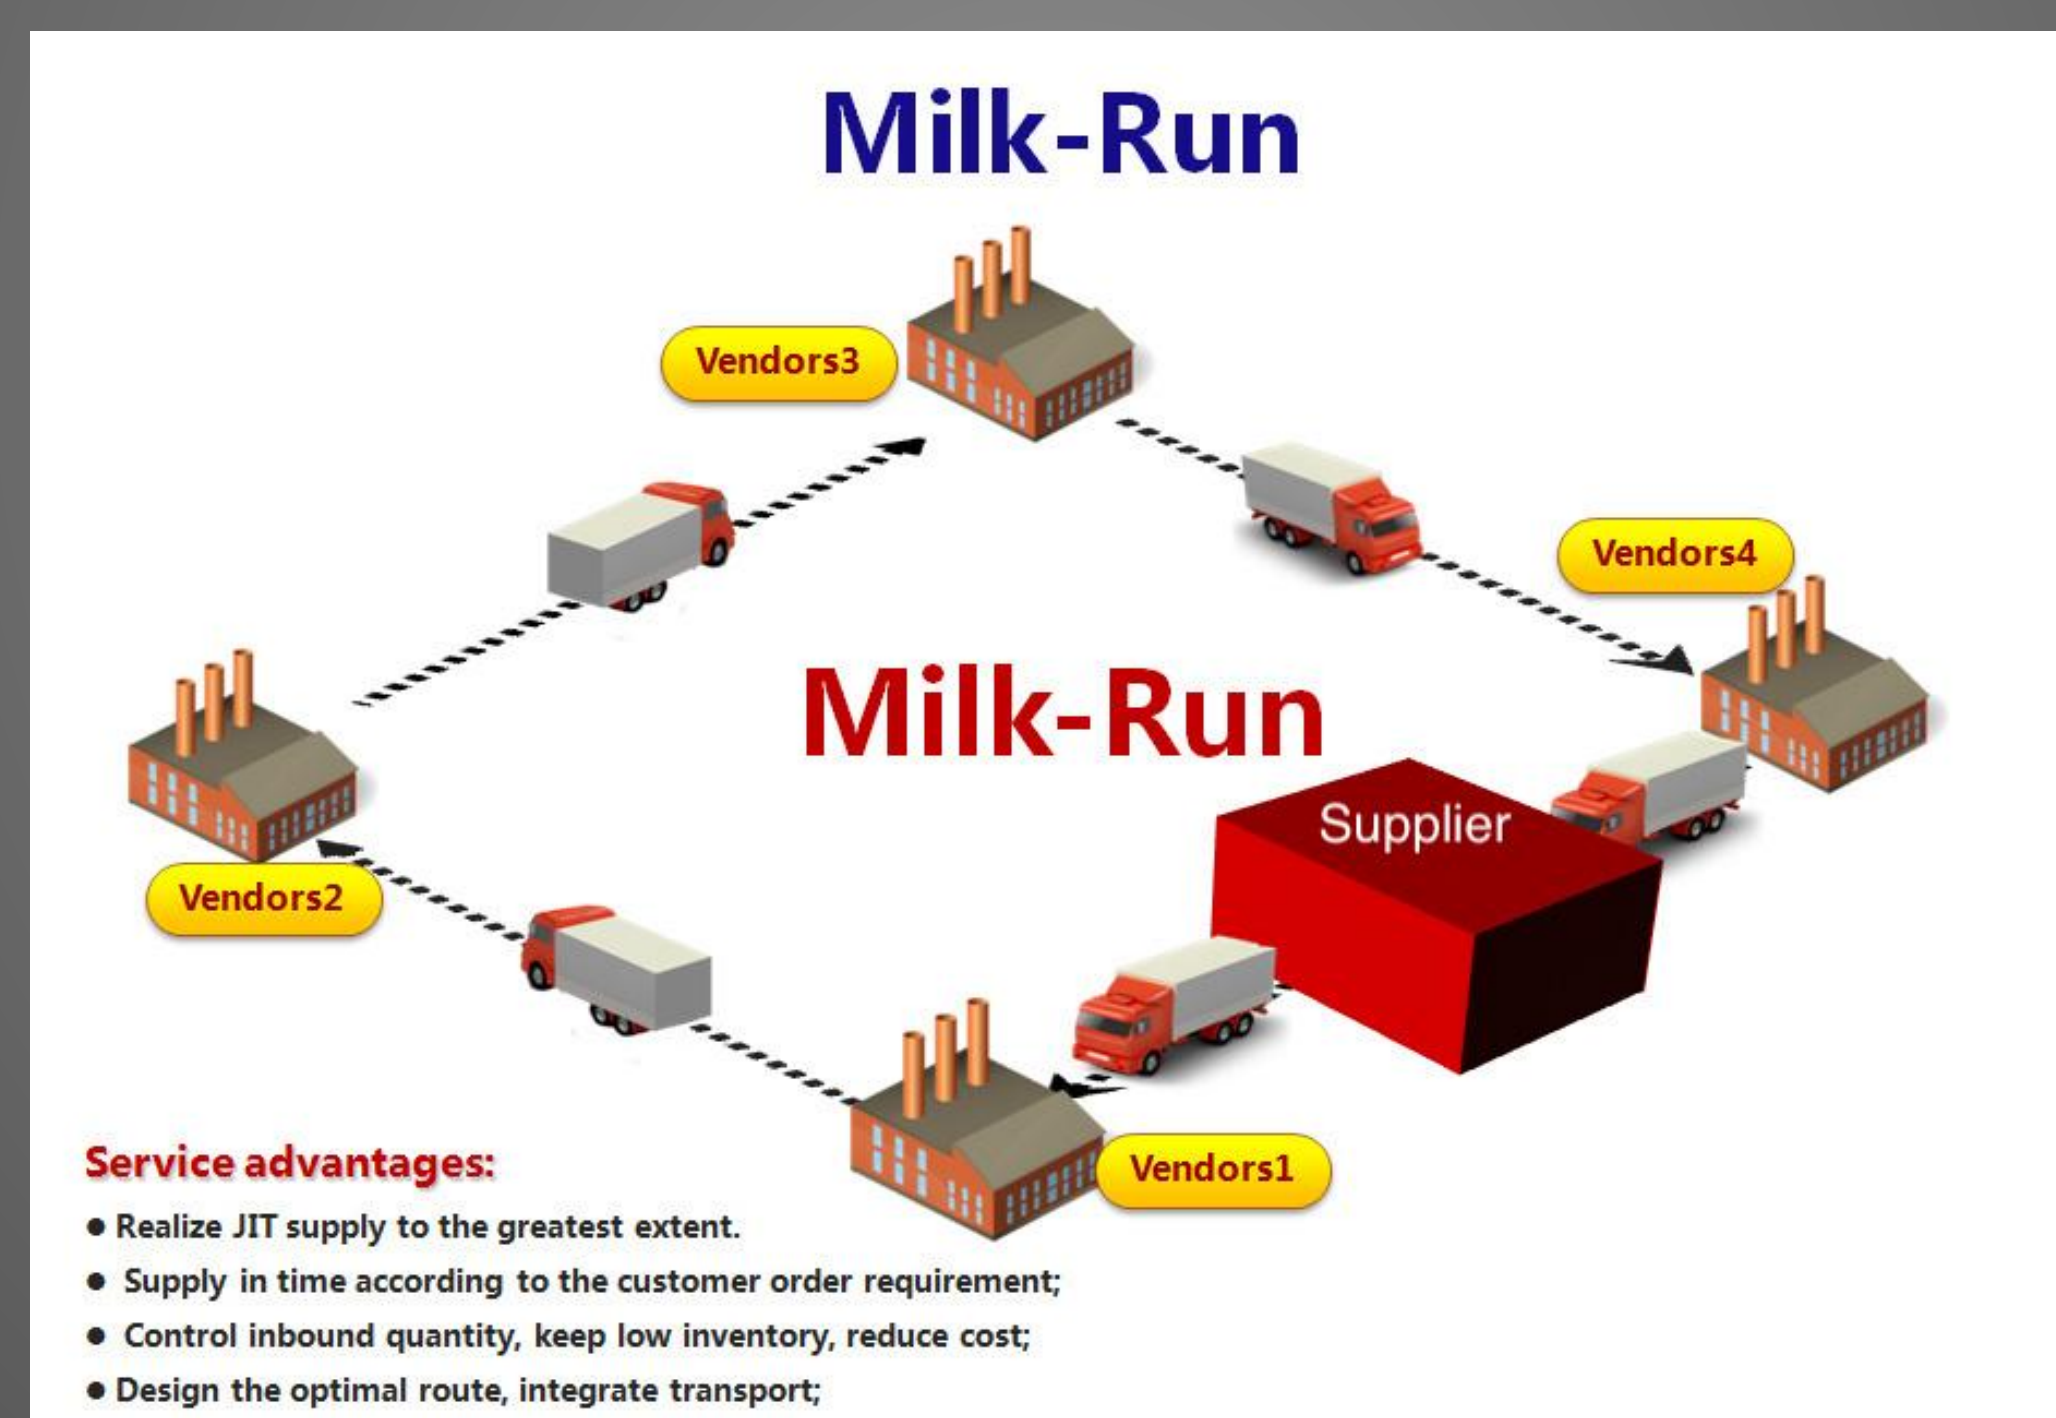 Milk-Run
Vendors3
Vendors4
Milk-Run
Supplier
Vendors2
Vendors1
Service advantages:
● Realize JIT supply to the greatest extent.
● Supply in time according to the customer order requirement;
● Control inbound quantity, keep low inventory, reduce cost;
● Design the optimal route, integrate transport;